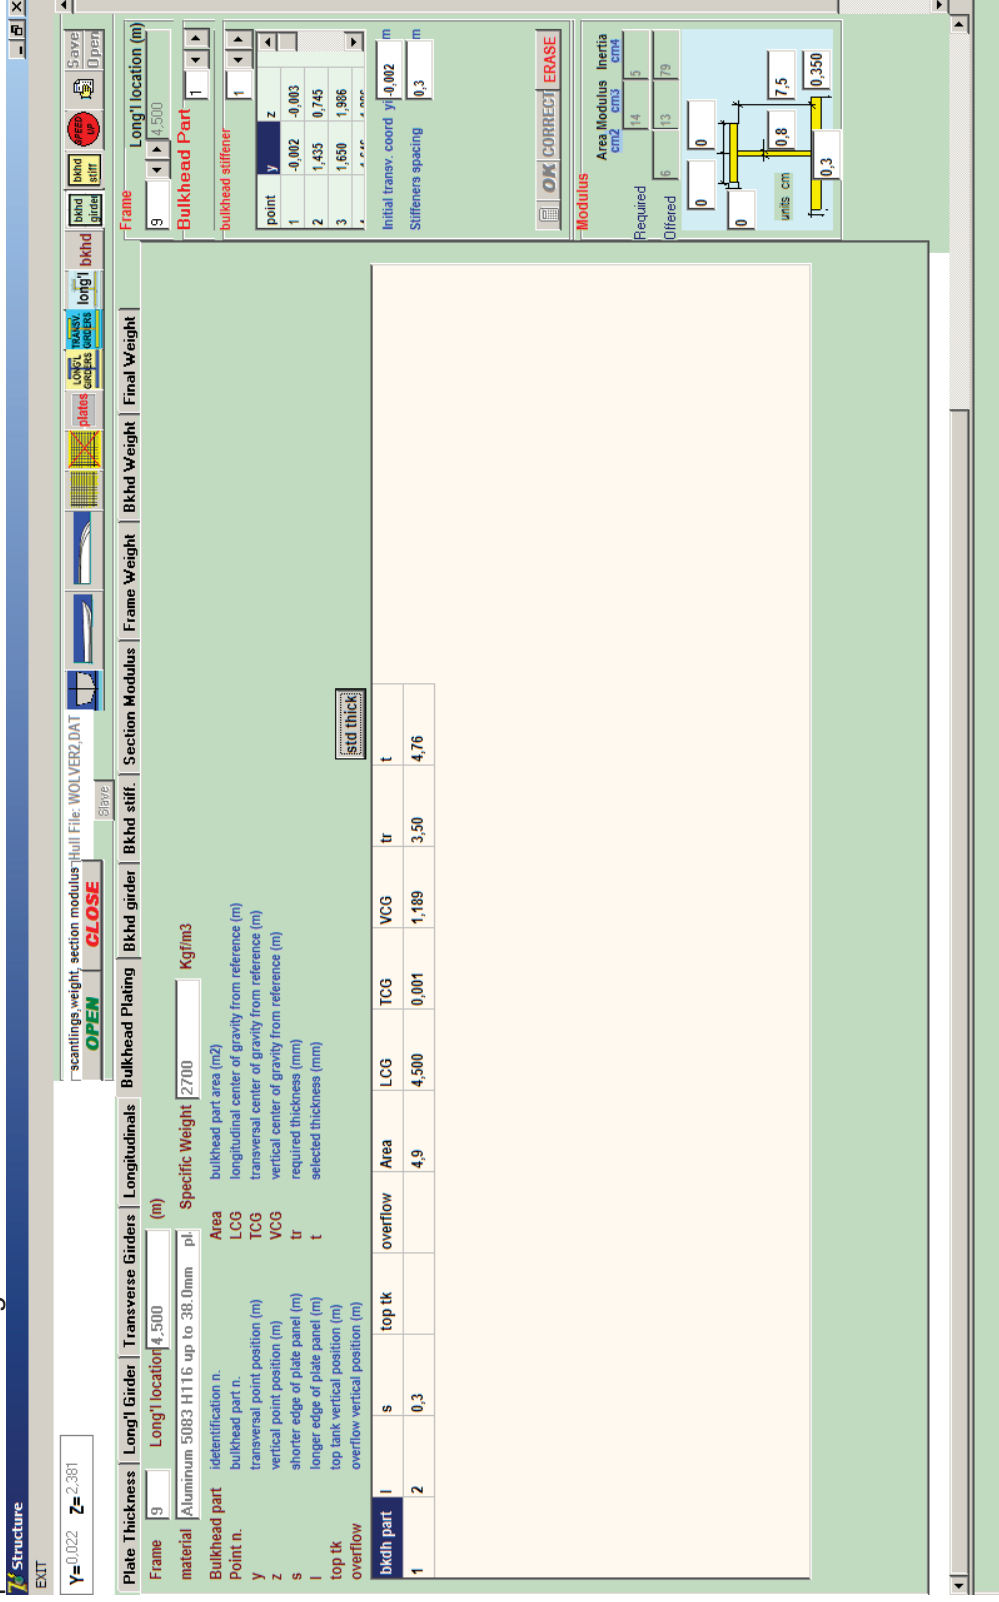 Structure
EXIT
Y= 0,022 Z= 2,381
scantlings,weight, section modulus
OPEN CLOSE
Hull File: WOLVER2,DAT
Slave
plates
LONG'L GIRDERS
TRANSV. GIRDERS
long'l
bkhd
bkhd girder
bkhd stiff
SPEED UP
Save
Open
Plate Thickness Long'l Girder Transverse Girders Longitudinals Bulkhead Plating Bkhd girder Bkhd stiff. Section Modulus Frame Weight Bkhd Weight Final Weight
Frame 9 Long'l location 4,500 (m)
material Aluminum 5083 H116 up to 38.0mm pl. Specific Weight 2700 Kgf/m3
Bulkhead part idetentification n.
Point n. bulkhead part n.
y transversal point position (m)
z vertical point position (m)
s shorter edge of plate panel (m)
l longer edge of plate panel (m)
top tk top tank vertical position (m)
overflow overflow vertical position (m)
Area bulkhead part area (m2)
LCG longitudinal center of gravity from reference (m)
TCG transversal center of gravity from reference (m)
VCG vertical center of gravity from reference (m)
tr required thickness (mm)
t selected thickness (mm)
std thick
bkdh part l s top tk overflow Area LCG TCG VCG tr t
1 2 0,3 4,9 4,500 0,001 1,189 3,50 4,76
Frame Long'l location (m)
9 4,500
Bulkhead Part 1
bulkhead stiffener 1
point y z
1 -0,002 -0,003
2 1,435 0,745
3 1,650 1,986
Initial transv. coord yi -0,002 m
Stiffeners spacing 0,3 m
OK CORRECT ERASE
Modulus
Area Modulus Inertia
cm2 cm3 cm4
Required 14 5
Offered 6 13 79
0 0
0
0,8 7,5
units cm
0,3 0,350